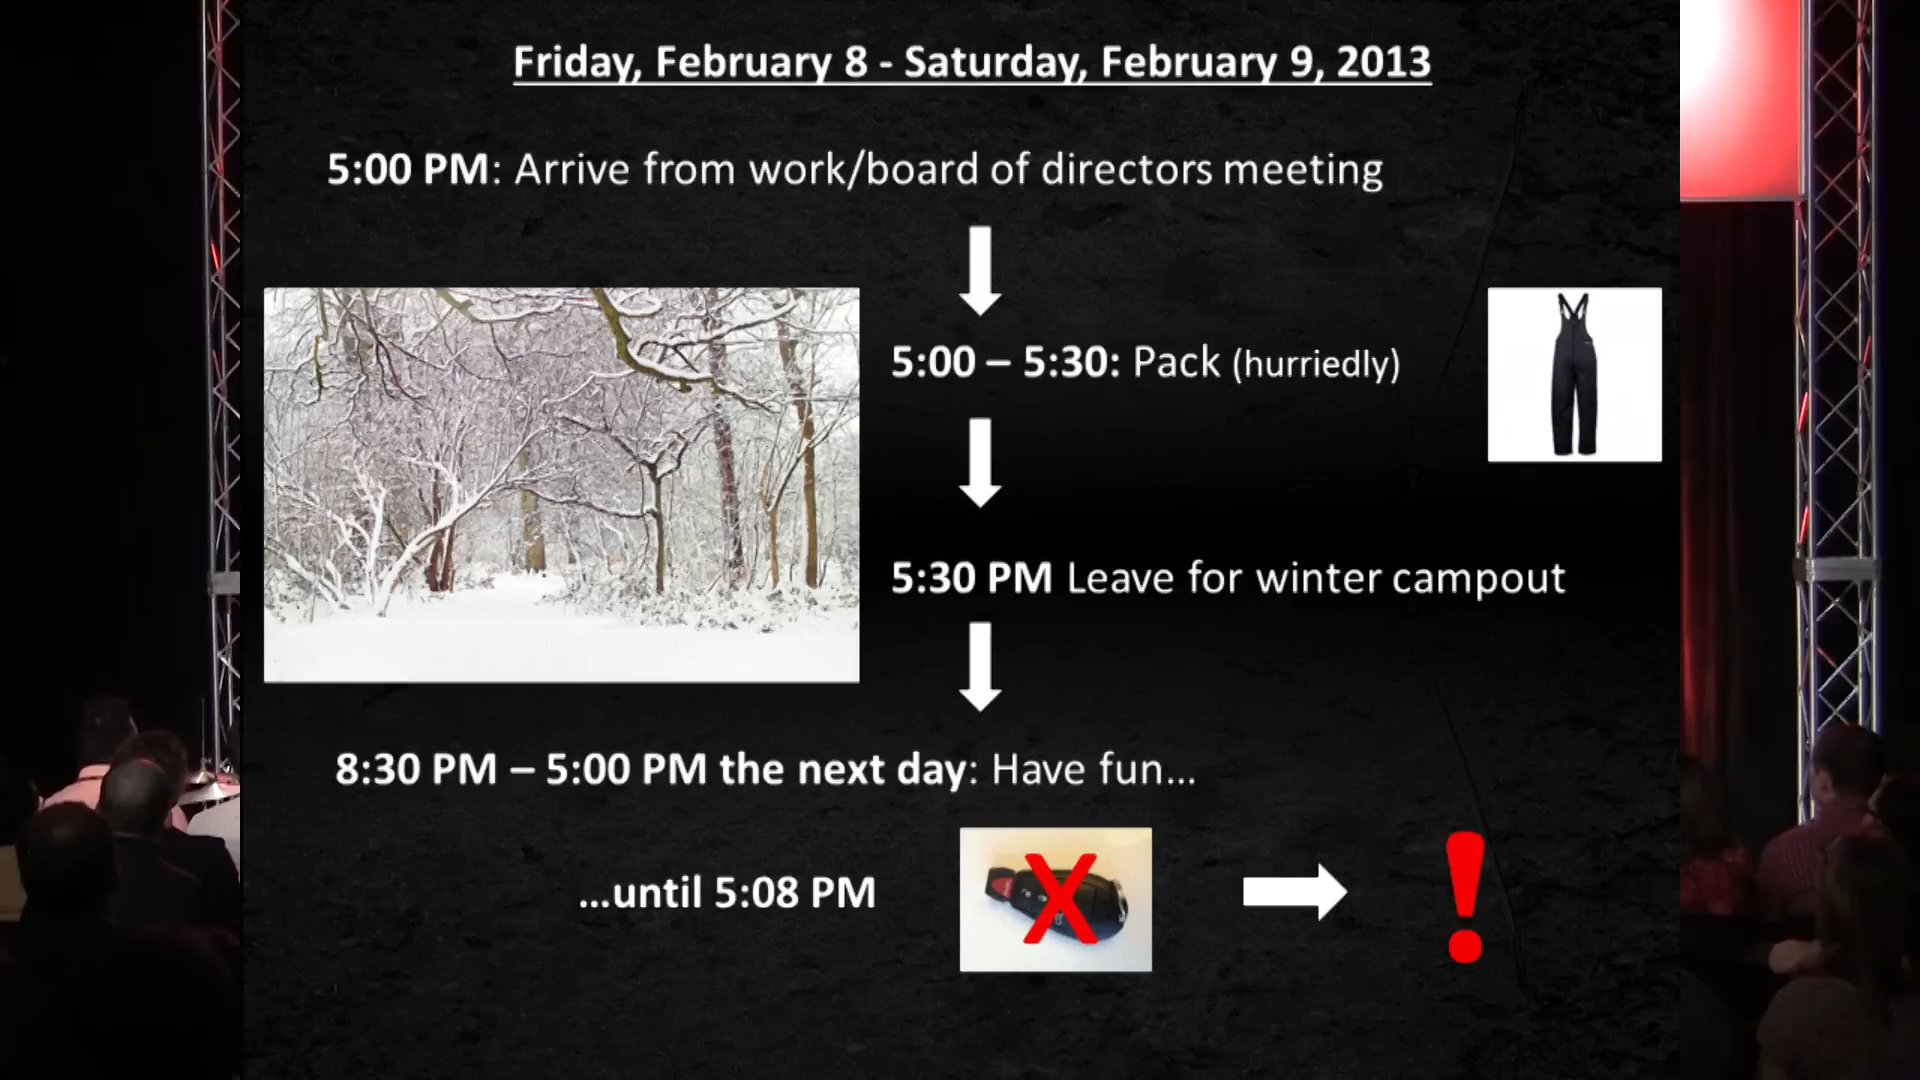 Friday, February 8 - Saturday, February 9, 2013
5:00 PM: Arrive from work/board of directors meeting
5:00 – 5:30: Pack (hurriedly)
5:30 PM Leave for winter campout
8:30 PM – 5:00 PM the next day: Have fun...
...until 5:08 PM
X
!